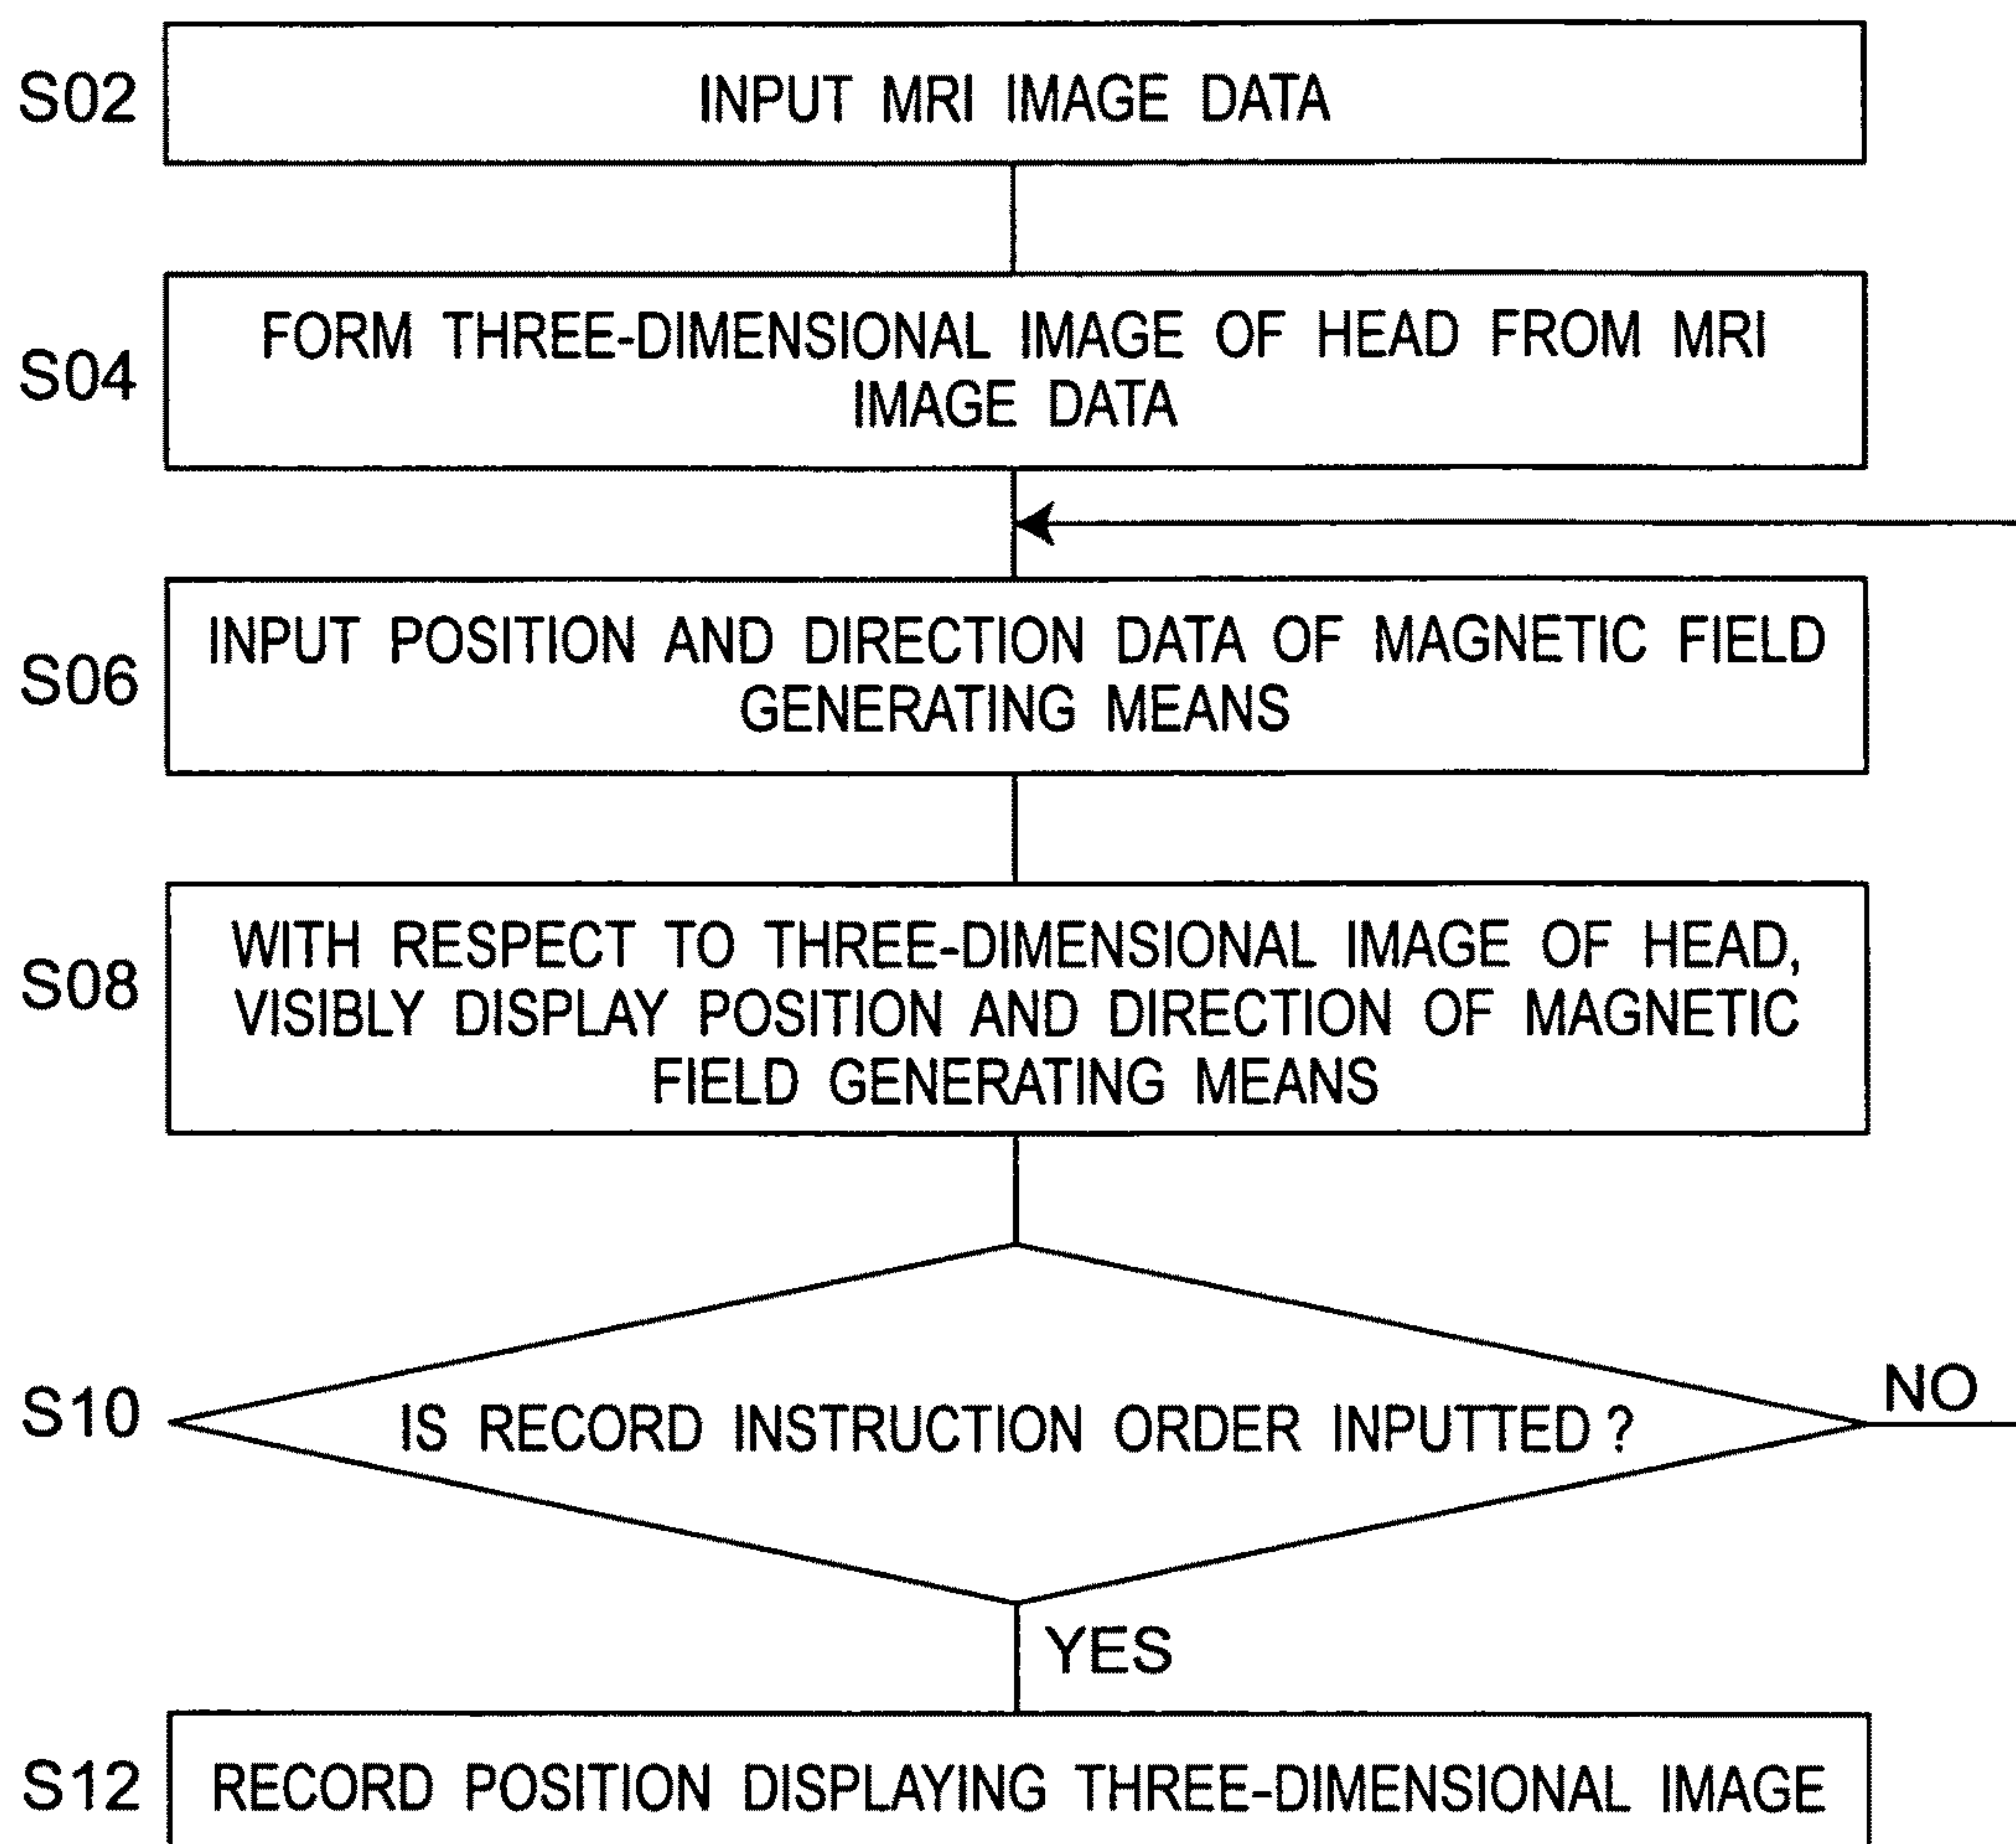 S02
INPUT MRI IMAGE DATA
S04
FORM THREE-DIMENSIONAL IMAGE OF HEAD FROM MRI
IMAGE DATA
S06
INPUT POSITION AND DIRECTION DATA OF MAGNETIC FIELD
GENERATING MEANS
S08
WITH RESPECT TO THREE-DIMENSIONAL IMAGE OF HEAD,
VISIBLY DISPLAY POSITION AND DIRECTION OF MAGNETIC
FIELD GENERATING MEANS
S10
IS RECORD INSTRUCTION ORDER INPUTTED ?
NO
YES
S12
RECORD POSITION DISPLAYING THREE-DIMENSIONAL IMAGE